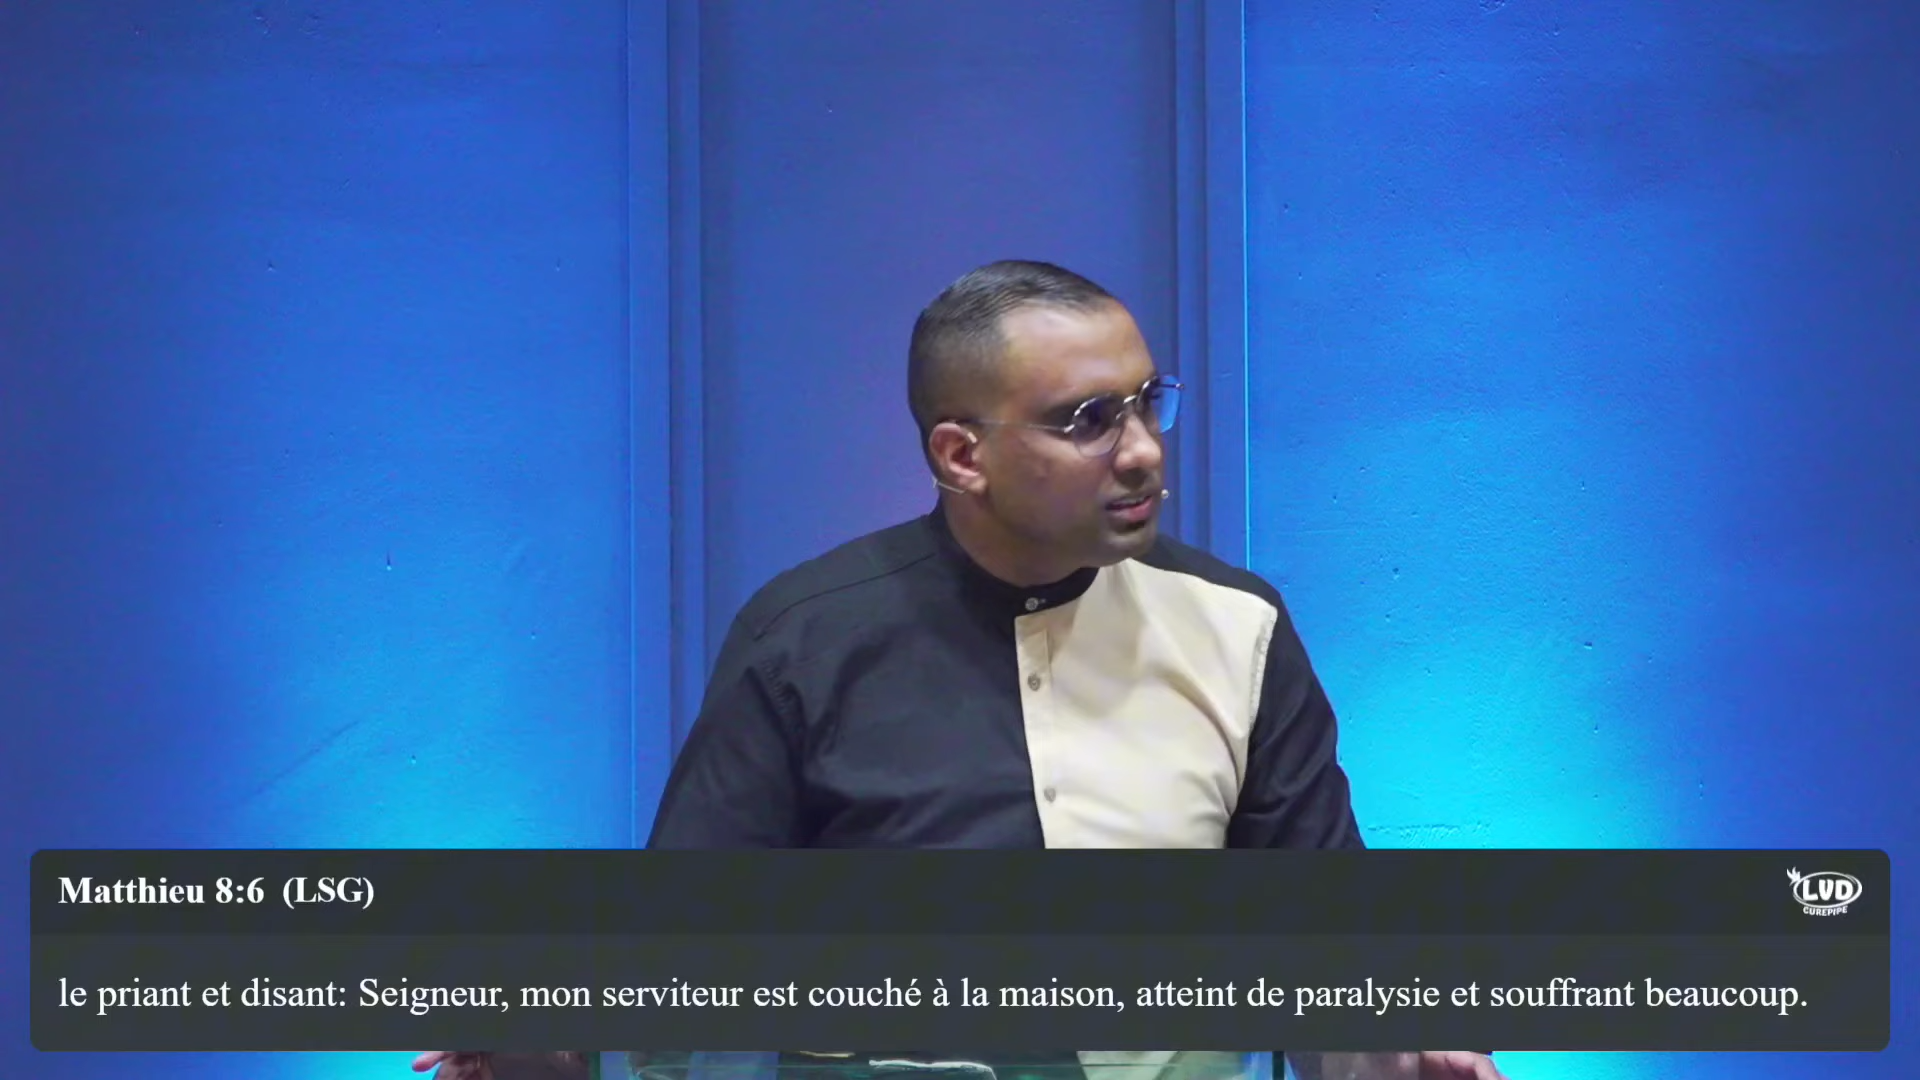 Matthieu 8:6 (LSG)
LVD
CUREPIPE
le priant et disant: Seigneur, mon serviteur est couché à la maison, atteint de paralysie et souffrant beaucoup.